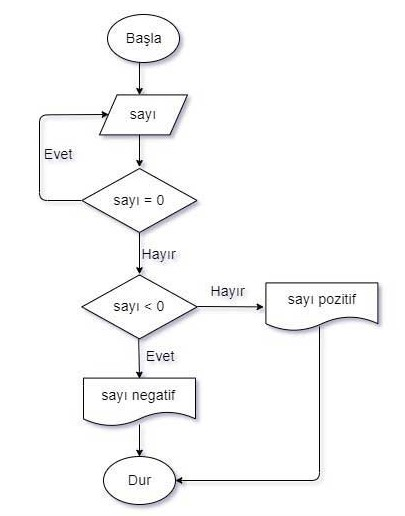 Başla
sayı
Evet
sayı = 0
Hayır
sayı < 0
Hayır
sayı pozitif
Evet
sayı negatif
Dur